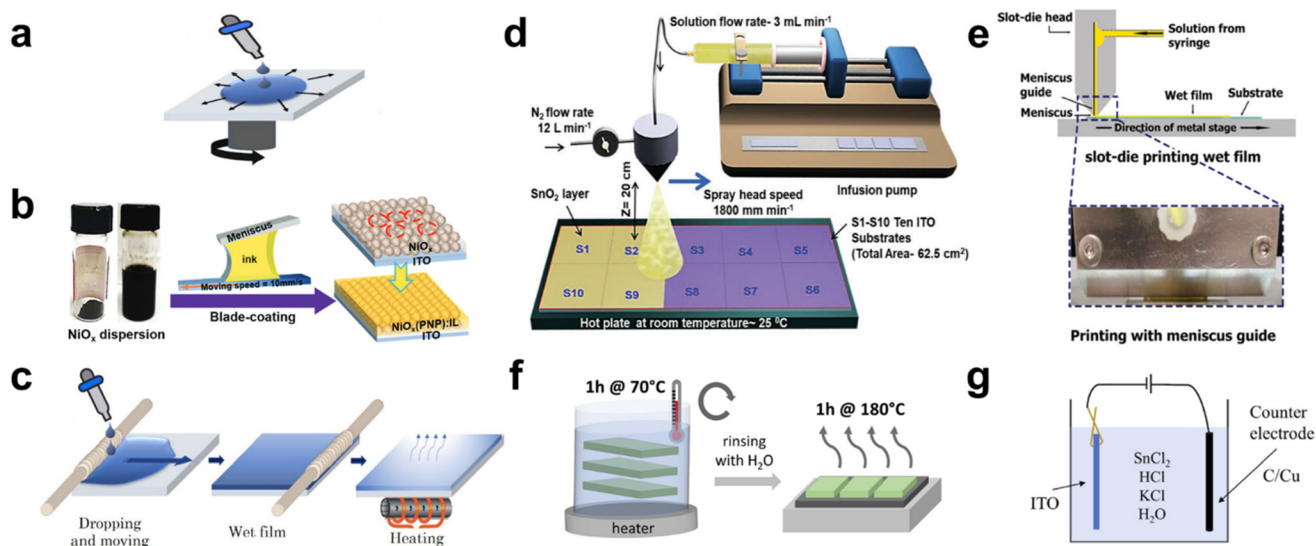 a
b
Meniscus
ink
Moving speed = 10mm/s
NiOₓ dispersion
Blade-coating
NiOₓ
ITO
NiOₓ(PNP):IL
ITO
c
Dropping
and moving
Wet film
Heating
d
Solution flow rate- 3 mL min⁻¹
N₂ flow rate
12 L min⁻¹
Z= 20 cm
SnO₂ layer
Spray head speed
1800 mm min⁻¹
Infusion pump
S1-S10 Ten ITO
Substrates
(Total Area- 62.5 cm²)
S1 S2 S3 S4 S5
S10 S9 S8 S7 S6
Hot plate at room temperature~ 25 ⁰C
e
Slot-die head
Solution from
syringe
Meniscus
guide
Meniscus
Wet film
Substrate
Direction of metal stage
slot-die printing wet film
Printing with meniscus guide
f
1h @ 70°C
heater
rinsing
with H₂O
1h @ 180°C
g
ITO
SnCl₂
HCl
KCl
H₂O
Counter
electrode
C/Cu